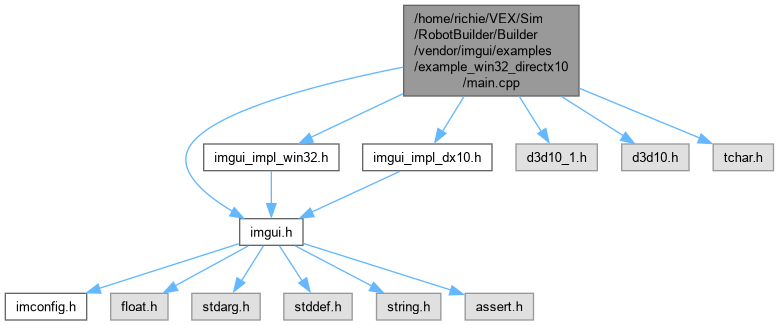 /home/richie/VEX/Sim
/RobotBuilder/Builder
/vendor/imgui/examples
/example_win32_directx10
/main.cpp
imgui_impl_win32.h
imgui_impl_dx10.h
d3d10_1.h
d3d10.h
tchar.h
imgui.h
imconfig.h
float.h
stdarg.h
stddef.h
string.h
assert.h